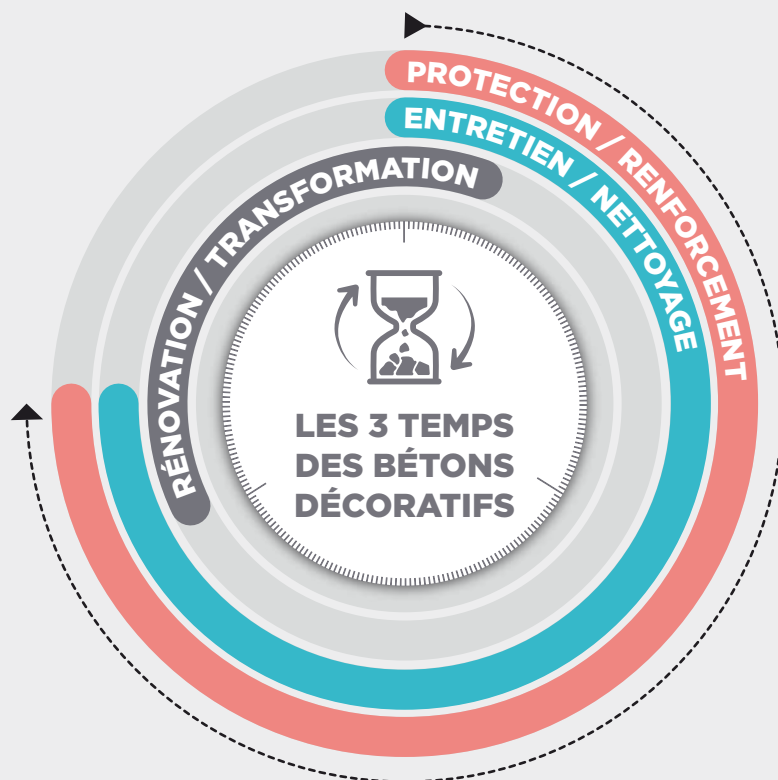 PROTECTION / RENFORCEMENT
ENTRETIEN / NETTOYAGE
RÉNOVATION / TRANSFORMATION
LES 3 TEMPS
DES BÉTONS
DÉCORATIFS